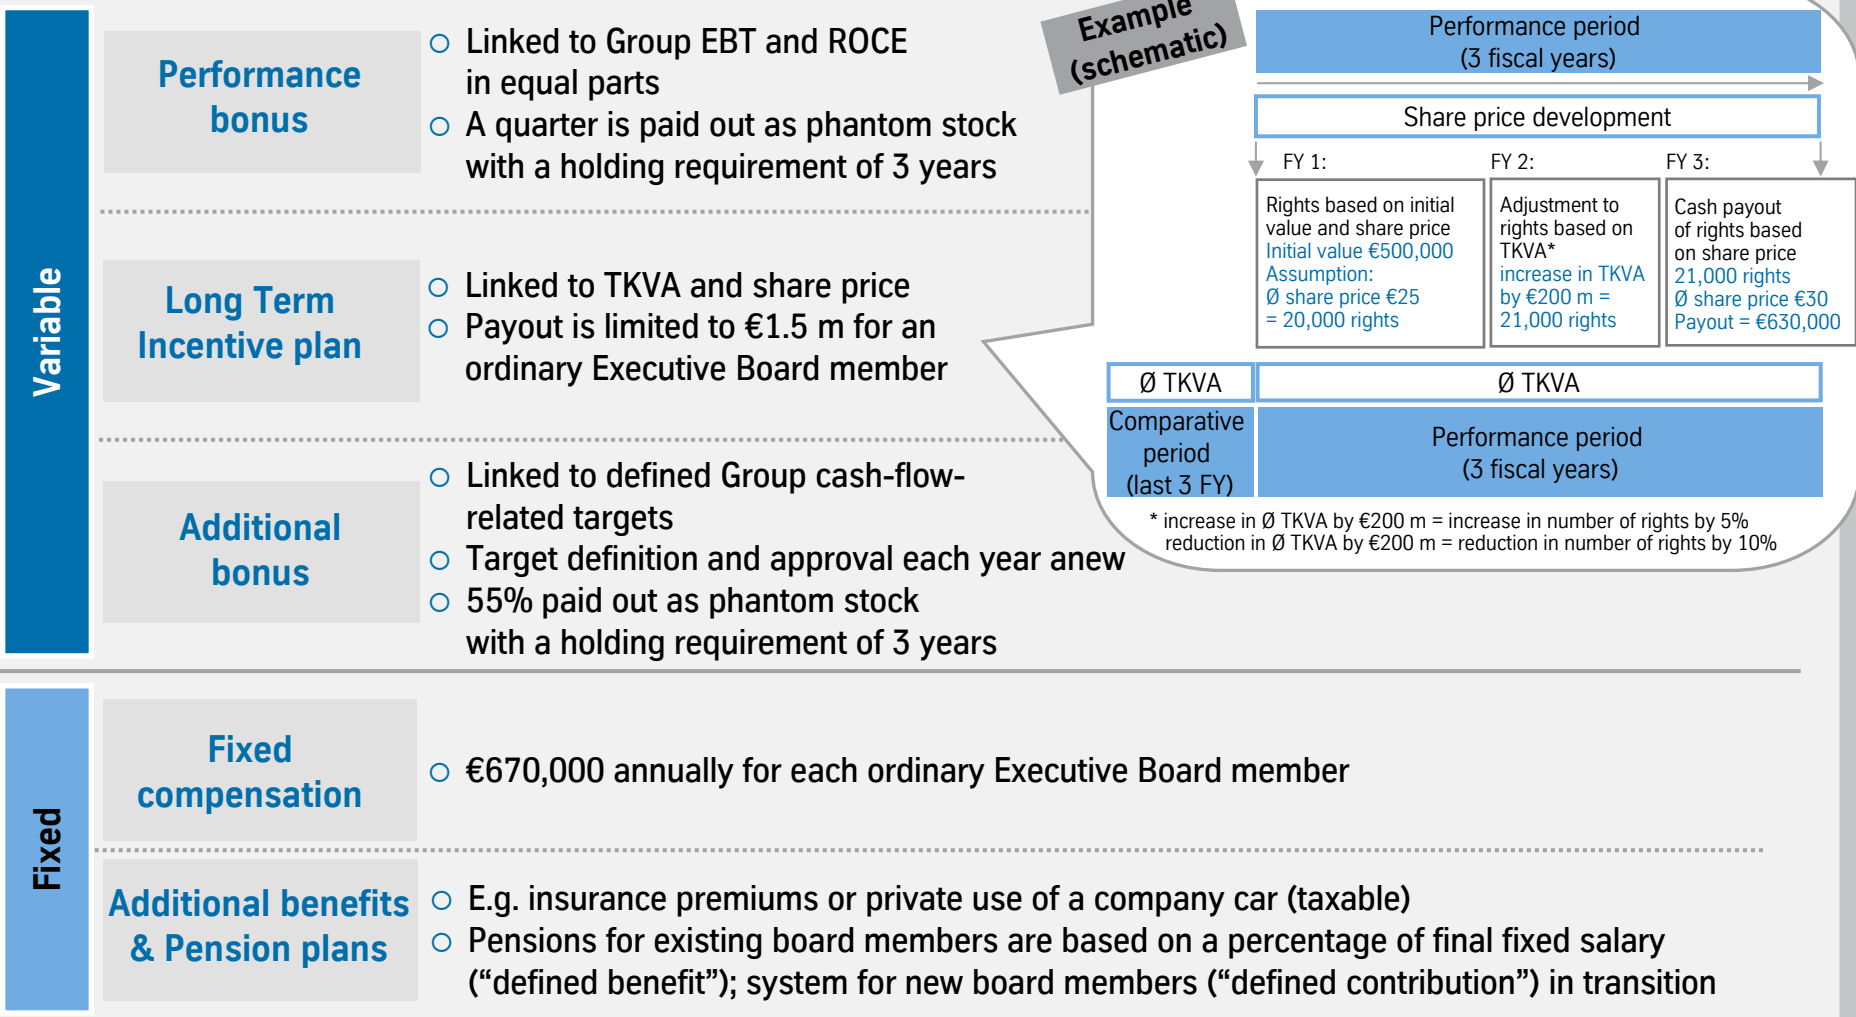 Variable
Performance
bonus
○ Linked to Group EBT and ROCE
in equal parts
○ A quarter is paid out as phantom stock
with a holding requirement of 3 years
Long Term
Incentive plan
○ Linked to TKVA and share price
○ Payout is limited to €1.5 m for an
ordinary Executive Board member
Additional
bonus
○ Linked to defined Group cash-flow-
related targets
○ Target definition and approval each year anew
○ 55% paid out as phantom stock
with a holding requirement of 3 years
Example
(schematic)
Performance period
(3 fiscal years)
Share price development
FY 1:
Rights based on initial
value and share price
Initial value €500,000
Assumption:
Ø share price €25
= 20,000 rights
FY 2:
Adjustment to
rights based on
TKVA*
increase in TKVA
by €200 m =
21,000 rights
FY 3:
Cash payout
of rights based
on share price
21,000 rights
Ø share price €30
Payout = €630,000
Ø TKVA
Ø TKVA
Comparative
period
(last 3 FY)
Performance period
(3 fiscal years)
* increase in Ø TKVA by €200 m = increase in number of rights by 5%
reduction in Ø TKVA by €200 m = reduction in number of rights by 10%
Fixed
Fixed
compensation
○ €670,000 annually for each ordinary Executive Board member
Additional benefits
& Pension plans
○ E.g. insurance premiums or private use of a company car (taxable)
○ Pensions for existing board members are based on a percentage of final fixed salary
(“defined benefit”); system for new board members (“defined contribution”) in transition